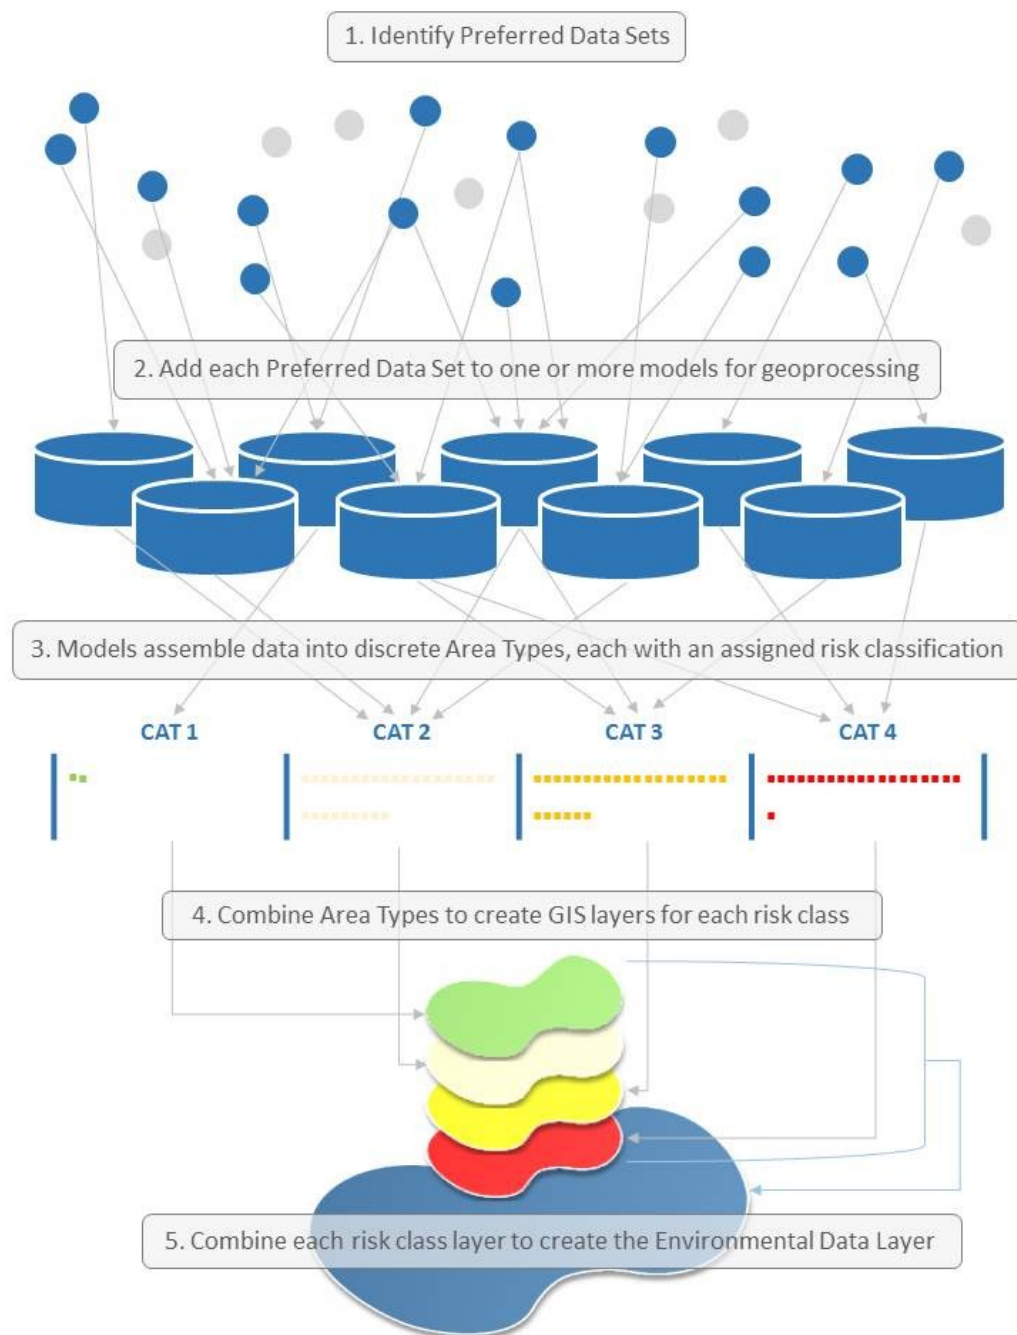 1. Identify Preferred Data Sets
2. Add each Preferred Data Set to one or more models for geoprocessing
3. Models assemble data into discrete Area Types, each with an assigned risk classification
CAT 1
CAT 2
CAT 3
CAT 4
4. Combine Area Types to create GIS layers for each risk class
5. Combine each risk class layer to create the Environmental Data Layer